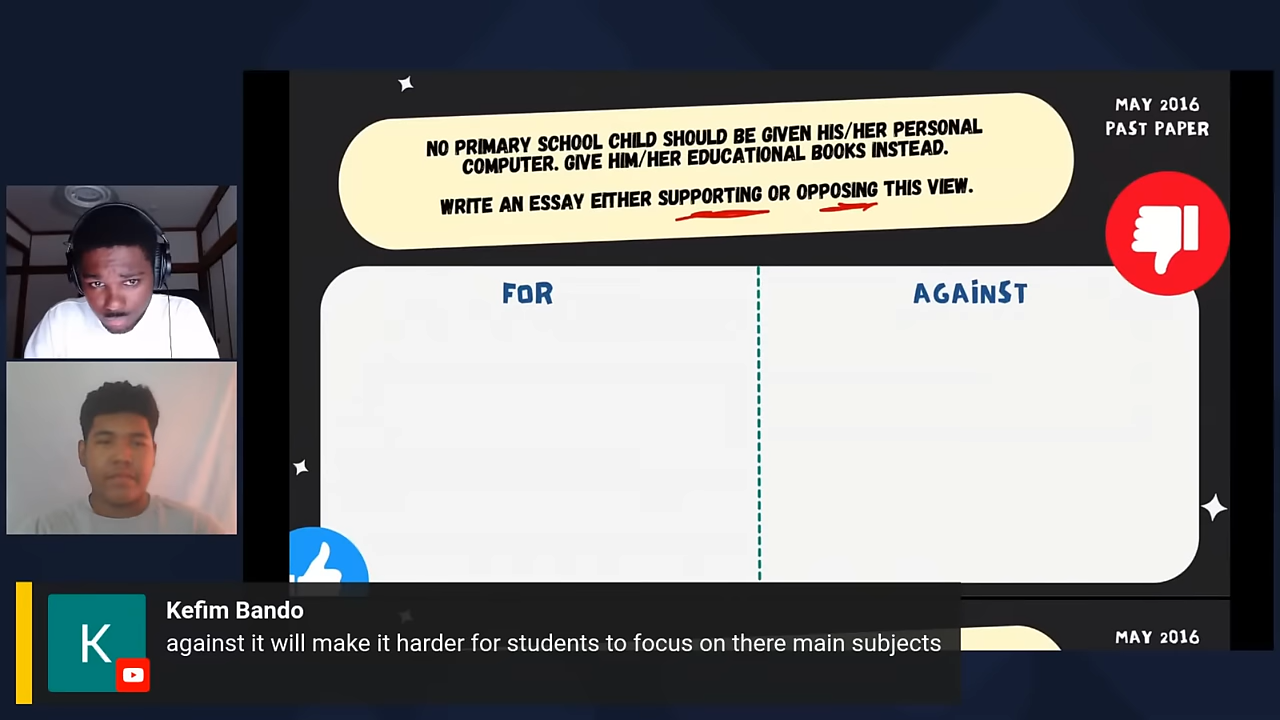 MAY 2016
PAST PAPER
NO PRIMARY SCHOOL CHILD SHOULD BE GIVEN HIS/HER PERSONAL
COMPUTER. GIVE HIM/HER EDUCATIONAL BOOKS INSTEAD.
WRITE AN ESSAY EITHER SUPPORTING OR OPPOSING THIS VIEW.
FOR
AGAINST
K
Kefim Bando
against it will make it harder for students to focus on there main subjects
MAY 2016